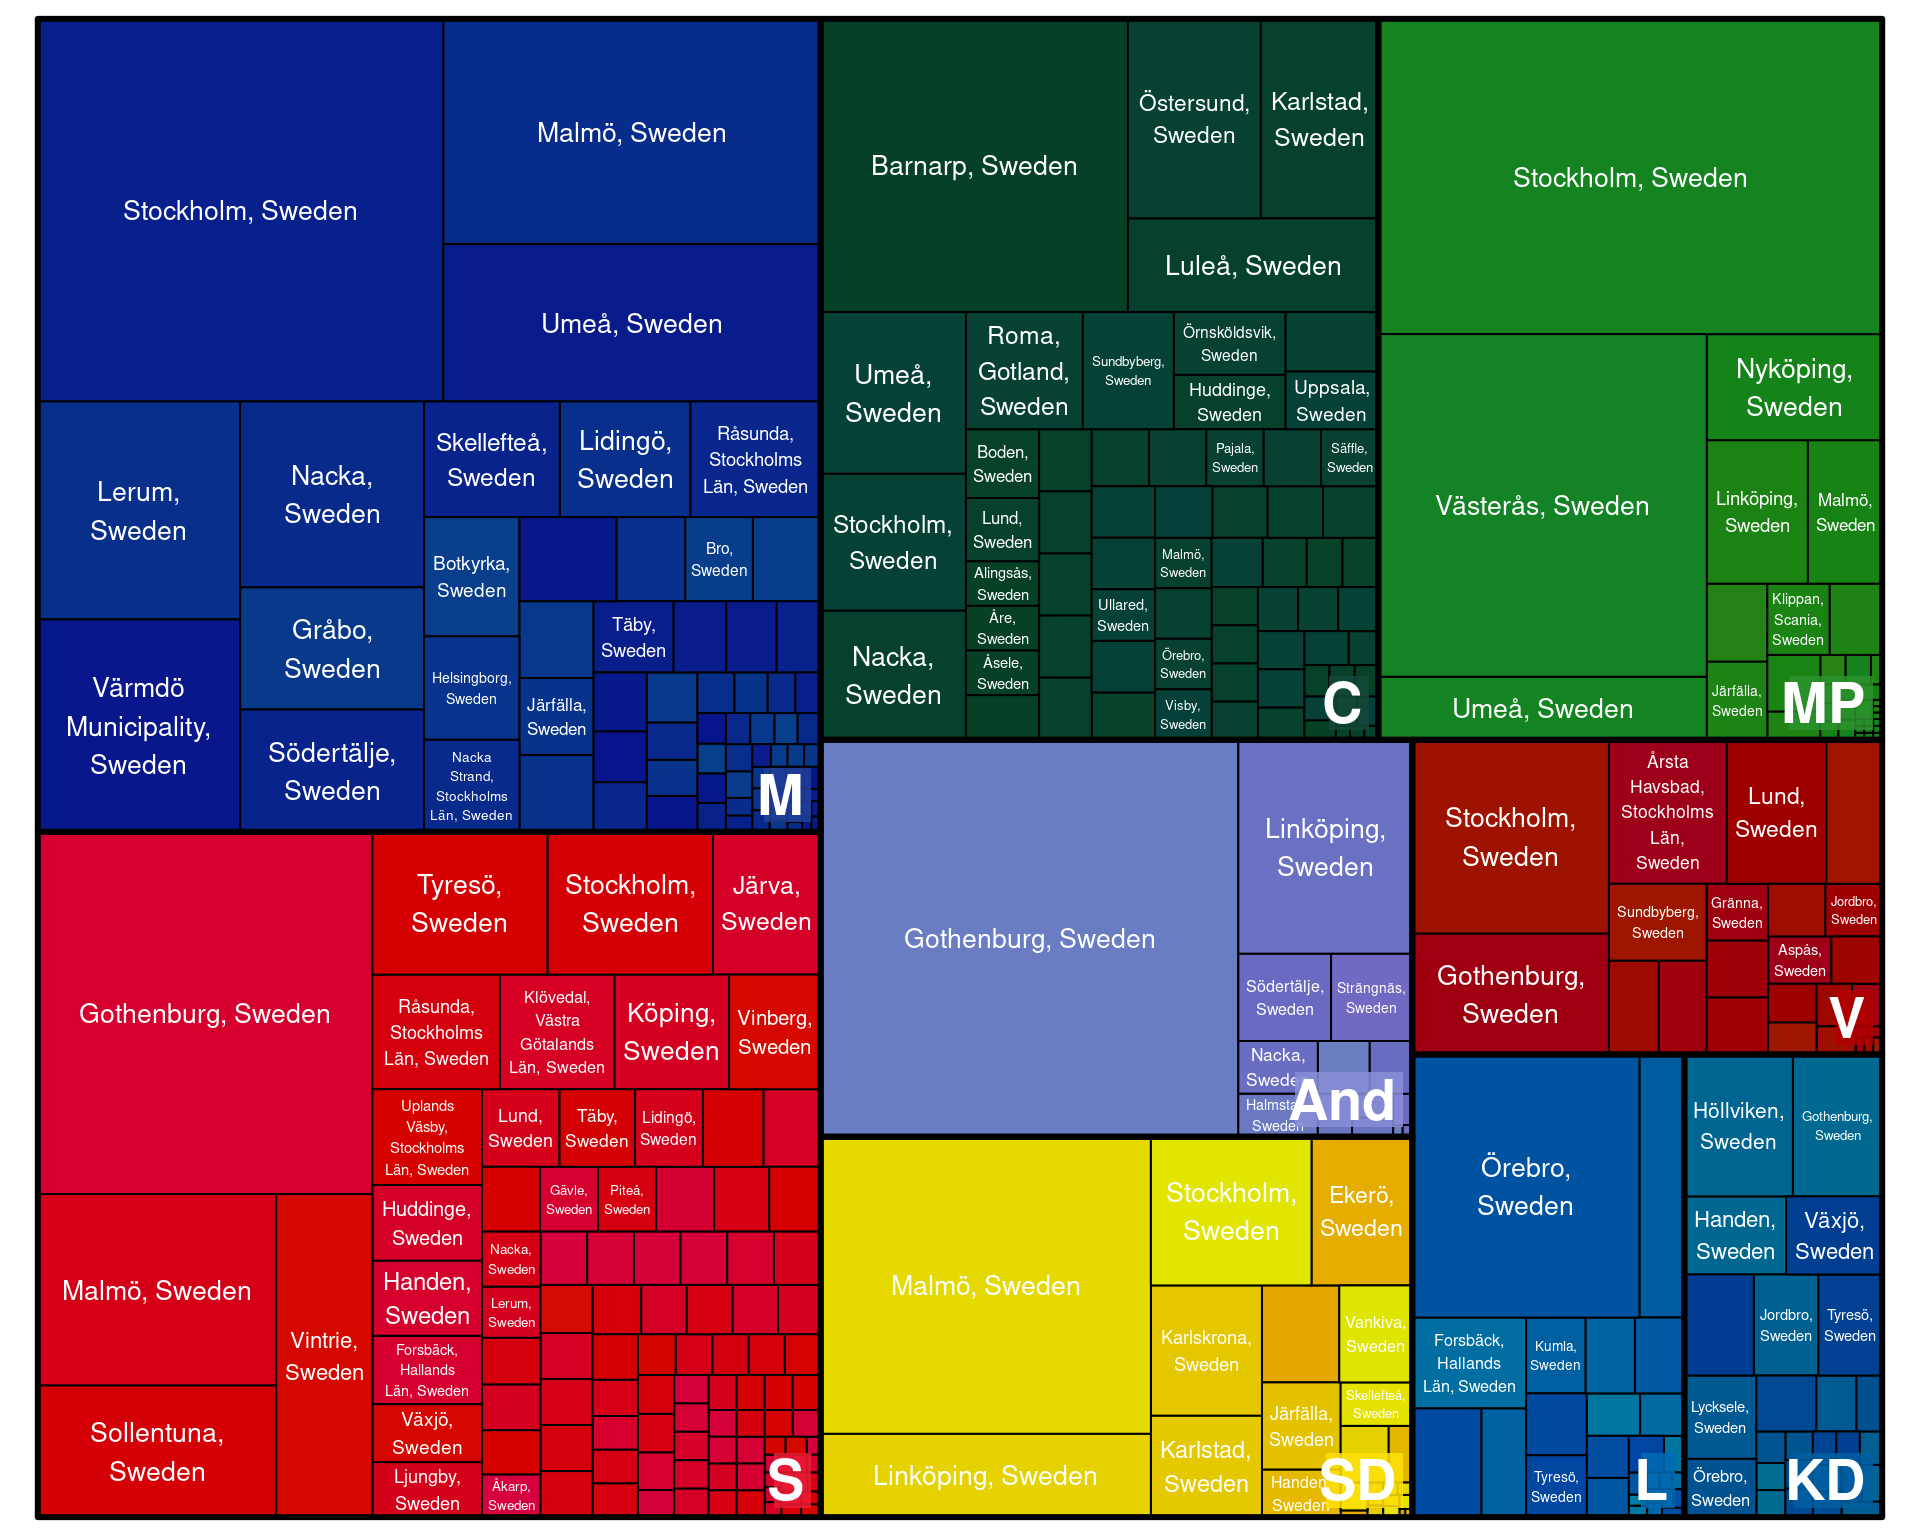 Stockholm, Sweden
Malmö, Sweden
Umeå, Sweden
Lerum,
Sweden
Nacka,
Sweden
Skellefteå,
Sweden
Lidingö,
Sweden
Råsunda,
Stockholms
Län, Sweden
Botkyrka,
Sweden
Bro,
Sweden
Gråbo,
Sweden
Täby,
Sweden
Värmdö
Municipality,
Sweden
Södertälje,
Sweden
Helsingborg,
Sweden
Järfälla,
Sweden
Nacka
Strand,
Stockholms
Län, Sweden
M
Barnarp, Sweden
Östersund,
Sweden
Karlstad,
Sweden
Luleå, Sweden
Umeå,
Sweden
Roma,
Gotland,
Sweden
Sundbyberg,
Sweden
Örnsköldsvik,
Sweden
Huddinge,
Sweden
Uppsala,
Sweden
Boden,
Sweden
Pajala,
Sweden
Säffle,
Sweden
Stockholm,
Sweden
Lund,
Sweden
Malmö,
Sweden
Alingsås,
Sweden
Ullared,
Sweden
Åre,
Sweden
Nacka,
Sweden
Åsele,
Sweden
Örebro,
Sweden
Visby,
Sweden
C
Stockholm, Sweden
Västerås, Sweden
Nyköping,
Sweden
Linköping,
Sweden
Malmö,
Sweden
Klippan,
Scania,
Sweden
Umeå, Sweden
Järfälla,
Sweden
MP
Gothenburg, Sweden
Tyresö,
Sweden
Stockholm,
Sweden
Järva,
Sweden
Råsunda,
Stockholms
Län, Sweden
Klövedal,
Västra
Götalands
Län, Sweden
Köping,
Sweden
Vinberg,
Sweden
Uplands
Väsby,
Stockholms
Län, Sweden
Lund,
Sweden
Täby,
Sweden
Lidingö,
Sweden
Gävle,
Sweden
Piteå,
Sweden
Huddinge,
Sweden
Nacka,
Sweden
Malmö, Sweden
Vintrie,
Sweden
Handen,
Sweden
Lerum,
Sweden
Forsbäck,
Hallands
Län, Sweden
Sollentuna,
Sweden
Växjö,
Sweden
Ljungby,
Sweden
Åkarp,
Sweden
S
Gothenburg, Sweden
Linköping,
Sweden
Södertälje,
Sweden
Strängnäs,
Sweden
Nacka,
Sweden
Halmstad,
Sweden
And
Malmö, Sweden
Stockholm,
Sweden
Ekerö,
Sweden
Karlskrona,
Sweden
Vankiva,
Sweden
Skellefteå,
Sweden
Järfälla,
Sweden
Linköping, Sweden
Karlstad,
Sweden
Handen,
Sweden
SD
Stockholm,
Sweden
Årsta
Havsbad,
Stockholms
Län,
Sweden
Lund,
Sweden
Sundbyberg,
Sweden
Gränna,
Sweden
Jordbro,
Sweden
Aspås,
Sweden
Gothenburg,
Sweden
V
Örebro,
Sweden
Forsbäck,
Hallands
Län, Sweden
Kumla,
Sweden
Tyresö,
Sweden
L
Höllviken,
Sweden
Gothenburg,
Sweden
Handen,
Sweden
Växjö,
Sweden
Jordbro,
Sweden
Tyresö,
Sweden
Lycksele,
Sweden
Örebro,
Sweden
KD